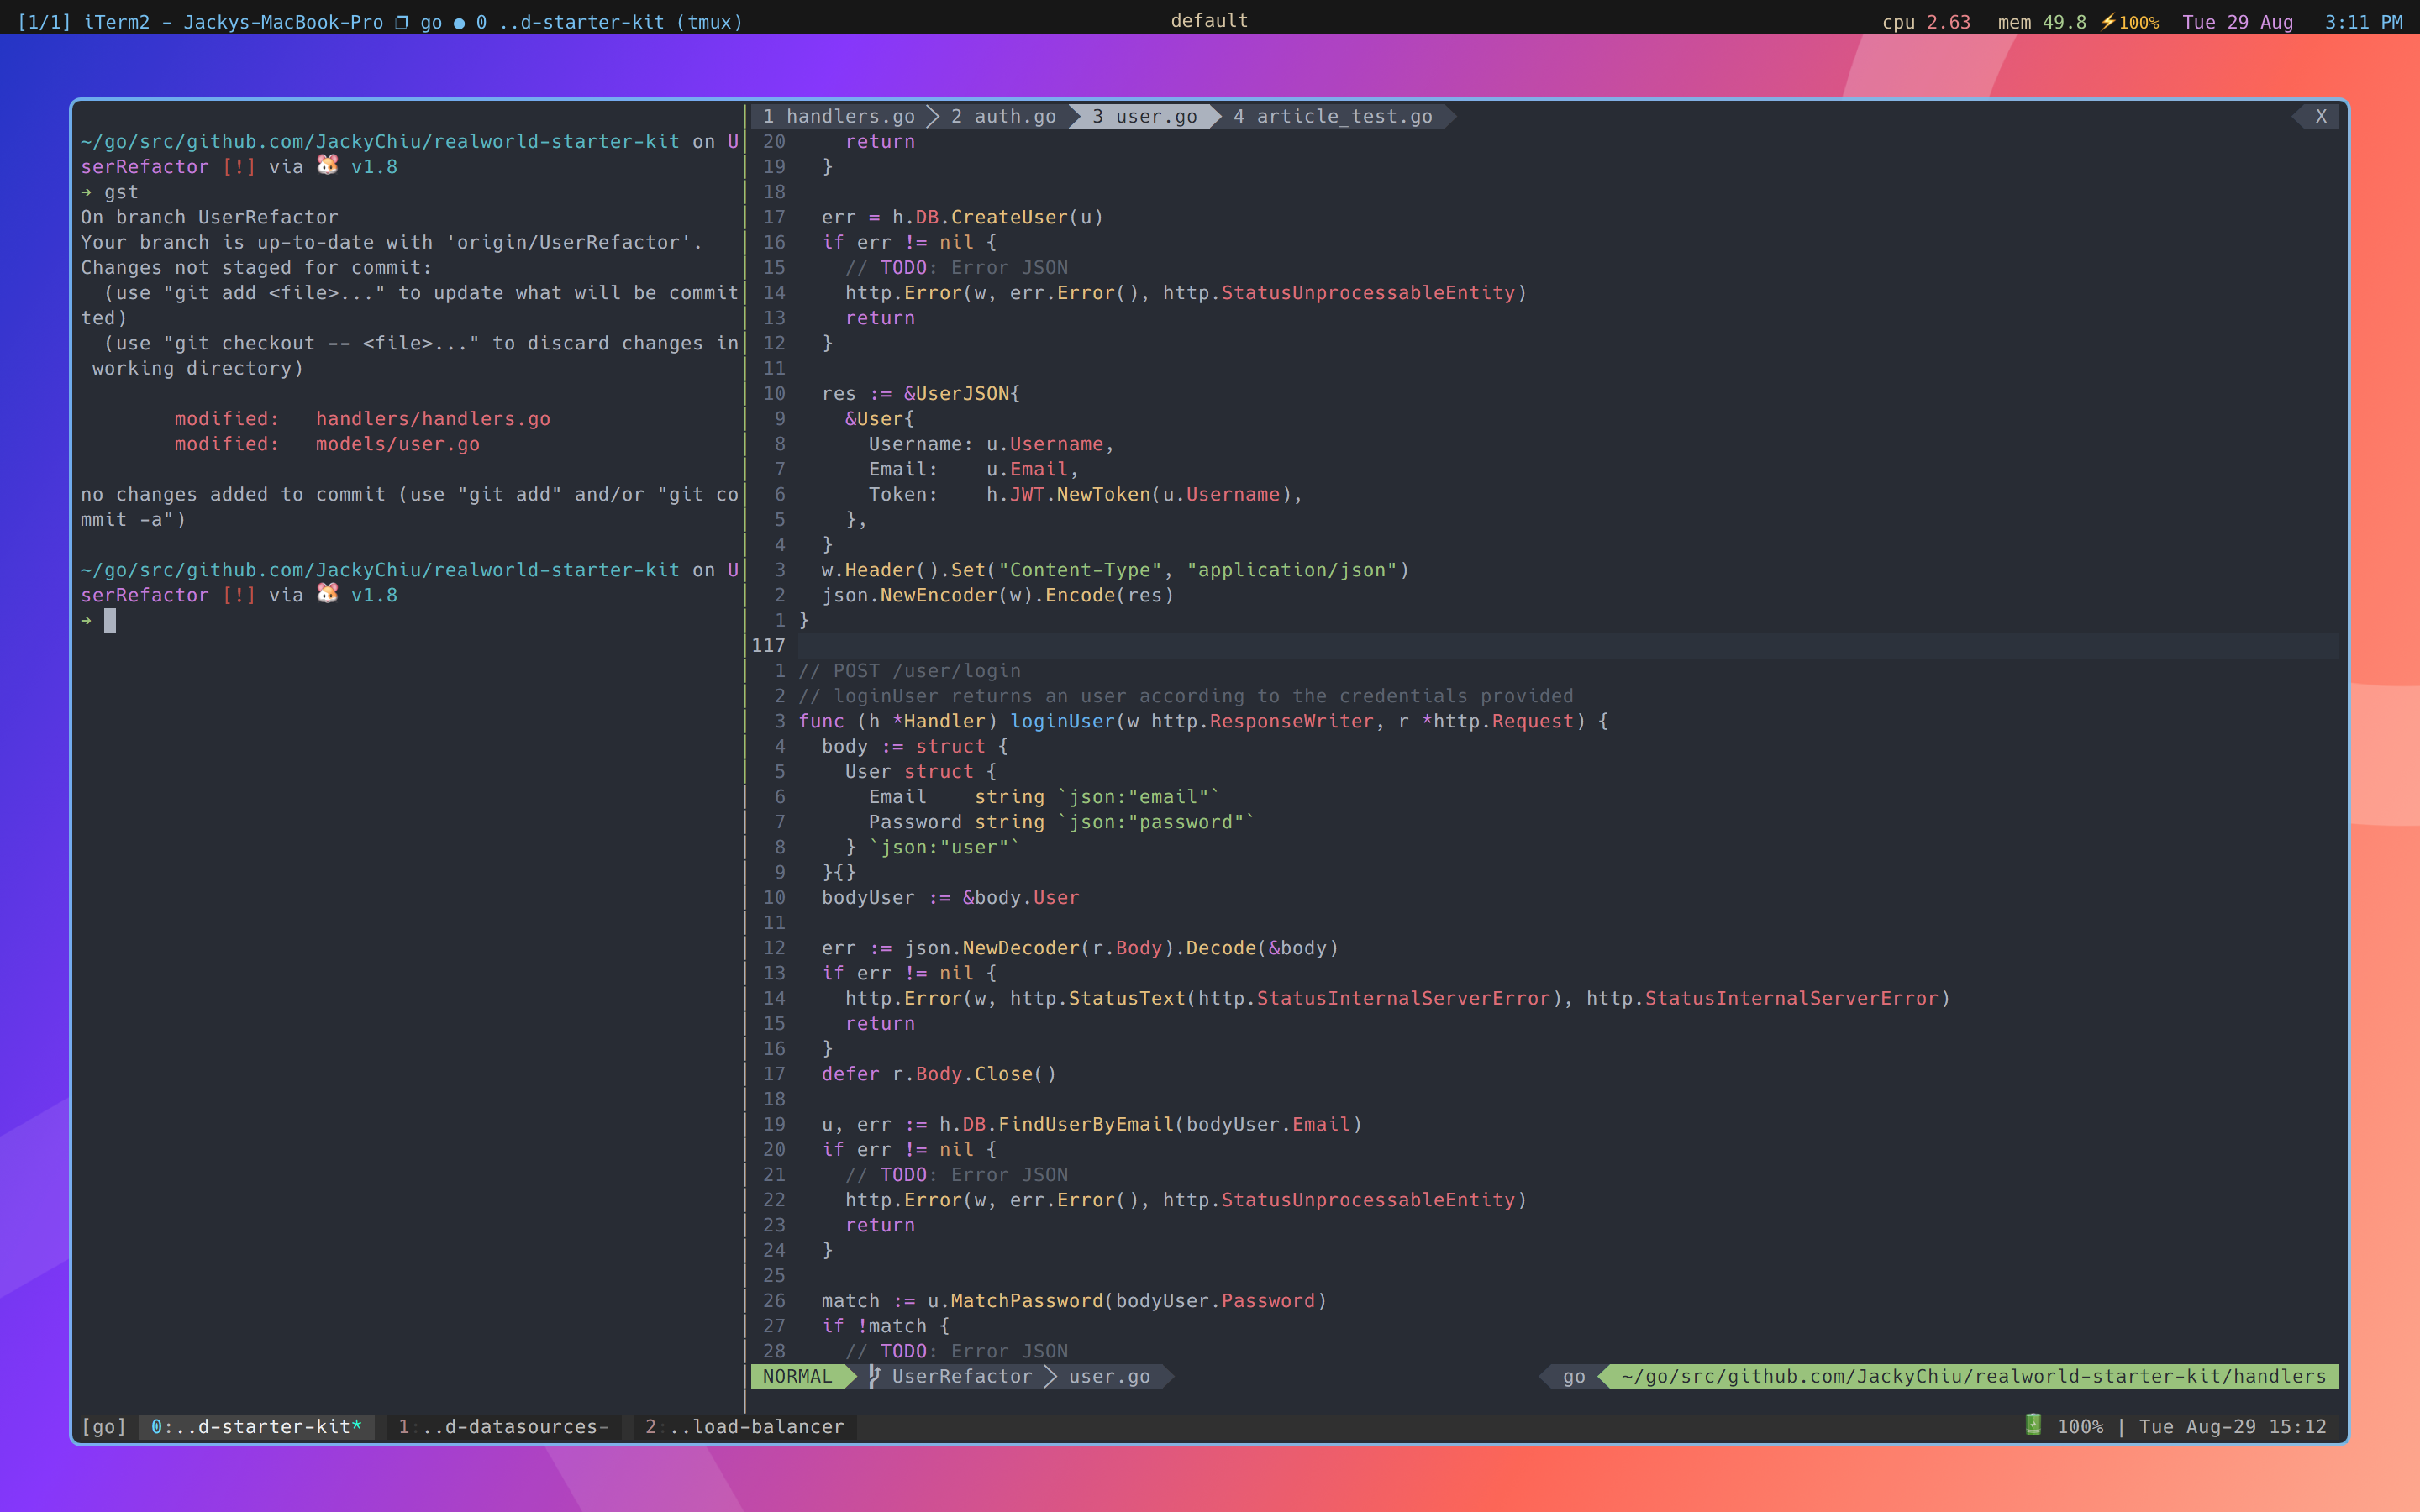 [1/1] iTerm2 - Jackys-MacBook-Pro ❐ go ● 0 ..d-starter-kit (tmux)
default
cpu 2.63 mem 49.8 ⚡100% Tue 29 Aug 3:11 PM
~/go/src/github.com/JackyChiu/realworld-starter-kit on U
serRefactor [!] via 🐹 v1.8
➜ gst
On branch UserRefactor
Your branch is up-to-date with 'origin/UserRefactor'.
Changes not staged for commit:
  (use "git add <file>..." to update what will be commit
ted)
  (use "git checkout -- <file>..." to discard changes in
 working directory)
        modified:   handlers/handlers.go
        modified:   models/user.go
no changes added to commit (use "git add" and/or "git co
mmit -a")
~/go/src/github.com/JackyChiu/realworld-starter-kit on U
serRefactor [!] via 🐹 v1.8
➜
1 handlers.go 2 auth.go 3 user.go 4 article_test.go X
20     return
19   }
18
17   err = h.DB.CreateUser(u)
16   if err != nil {
15     // TODO: Error JSON
14     http.Error(w, err.Error(), http.StatusUnprocessableEntity)
13     return
12   }
11
10   res := &UserJSON{
9     &User{
8       Username: u.Username,
7       Email:    u.Email,
6       Token:    h.JWT.NewToken(u.Username),
5     },
4   }
3   w.Header().Set("Content-Type", "application/json")
2   json.NewEncoder(w).Encode(res)
1 }
117
1 // POST /user/login
2 // loginUser returns an user according to the credentials provided
3 func (h *Handler) loginUser(w http.ResponseWriter, r *http.Request) {
4   body := struct {
5     User struct {
6       Email    string `json:"email"`
7       Password string `json:"password"`
8     } `json:"user"`
9   }{}
10   bodyUser := &body.User
11
12   err := json.NewDecoder(r.Body).Decode(&body)
13   if err != nil {
14     http.Error(w, http.StatusText(http.StatusInternalServerError), http.StatusInternalServerError)
15     return
16   }
17   defer r.Body.Close()
18
19   u, err := h.DB.FindUserByEmail(bodyUser.Email)
20   if err != nil {
21     // TODO: Error JSON
22     http.Error(w, err.Error(), http.StatusUnprocessableEntity)
23     return
24   }
25
26   match := u.MatchPassword(bodyUser.Password)
27   if !match {
28     // TODO: Error JSON
NORMAL UserRefactor user.go go ~/go/src/github.com/JackyChiu/realworld-starter-kit/handlers
[go] 0:..d-starter-kit* 1:..d-datasources- 2:..load-balancer 🔋 100% | Tue Aug-29 15:12